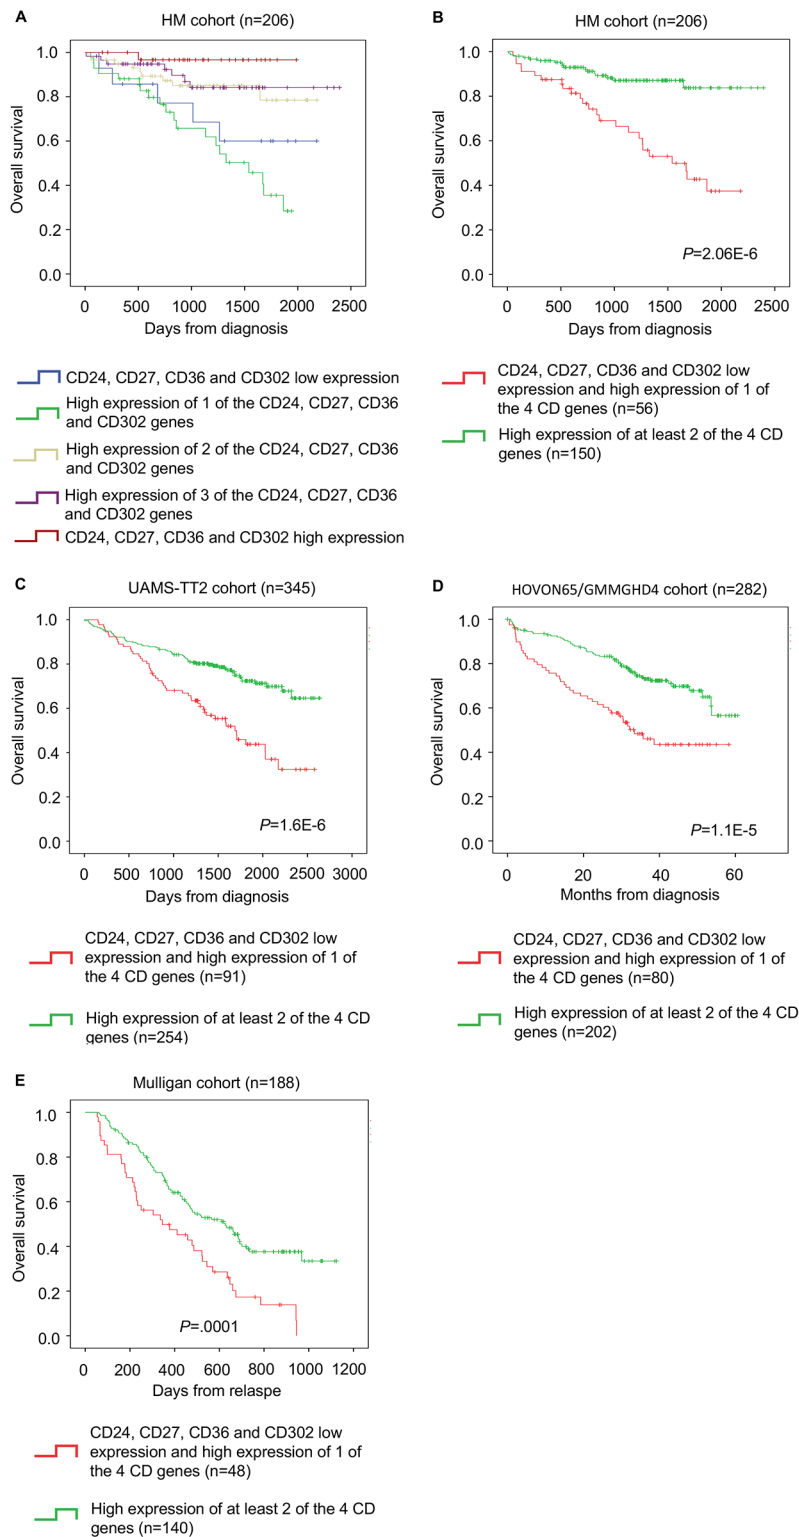 A
HM cohort (n=206)
Overall survival
1.0
0.8
0.6
0.4
0.2
0.0
0 500 1000 1500 2000 2500
Days from diagnosis
CD24, CD27, CD36 and CD302 low expression
High expression of 1 of the CD24, CD27, CD36
and CD302 genes
High expression of 2 of the CD24, CD27, CD36
and CD302 genes
High expression of 3 of the CD24, CD27, CD36
and CD302 genes
CD24, CD27, CD36 and CD302 high expression
B
HM cohort (n=206)
Overall survival
1.0
0.8
0.6
0.4
0.2
0.0
P=2.06E-6
0 500 1000 1500 2000 2500
Days from diagnosis
CD24, CD27, CD36 and CD302 low
expression and high expression of 1 of
the 4 CD genes (n=56)
High expression of at least 2 of the 4 CD
genes (n=150)
C
UAMS-TT2 cohort (n=345)
Overall survival
1.0
0.8
0.6
0.4
0.2
0.0
P=1.6E-6
0 500 1000 1500 2000 2500 3000
Days from diagnosis
CD24, CD27, CD36 and CD302 low
expression and high expression of 1 of
the 4 CD genes (n=91)
High expression of at least 2 of the 4 CD
genes (n=254)
D
HOVON65/GMMGHD4 cohort (n=282)
Overall survival
1.0
0.8
0.6
0.4
0.2
0.0
P=1.1E-5
0 20 40 60
Months from diagnosis
CD24, CD27, CD36 and CD302 low
expression and high expression of 1 of
the 4 CD genes (n=80)
High expression of at least 2 of the 4 CD
genes (n=202)
E
Mulligan cohort (n=188)
Overall survival
1.0
0.8
0.6
0.4
0.2
0.0
P=.0001
0 200 400 600 800 1000 1200
Days from relaspe
CD24, CD27, CD36 and CD302 low
expression and high expression of 1 of
the 4 CD genes (n=48)
High expression of at least 2 of the 4 CD
genes (n=140)